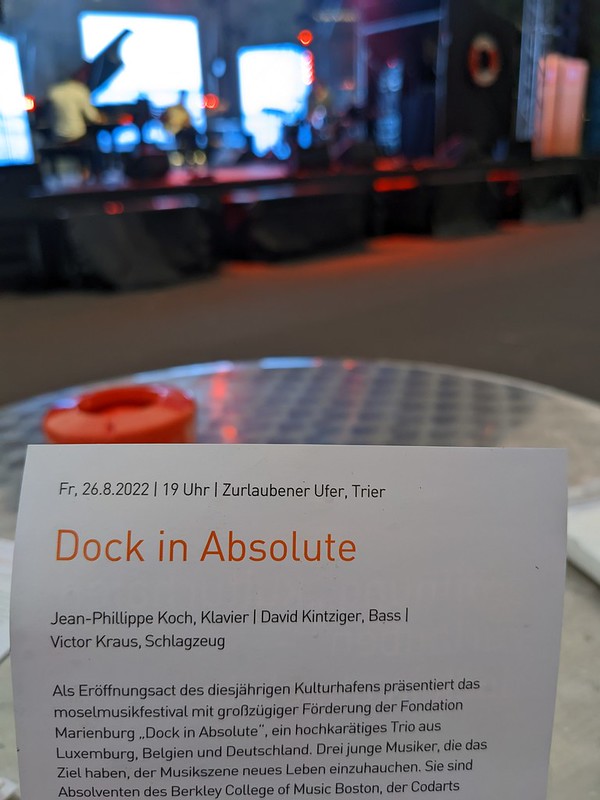 Fr, 26.8.2022 | 19 Uhr | Zurlaubener Ufer, Trier
Dock in Absolute
Jean-Phillippe Koch, Klavier | David Kintziger, Bass |
Victor Kraus, Schlagzeug
Als Eröffnungsact des diesjährigen Kulturhafens präsentiert das
moselmusikfestival mit großzügiger Förderung der Fondation
Marienburg „Dock in Absolute“, ein hochkarätiges Trio aus
Luxemburg, Belgien und Deutschland. Drei junge Musiker, die das
Ziel haben, der Musikszene neues Leben einzuhauchen. Sie sind
Absolventen des Berkley College of Music Boston, der Codarts